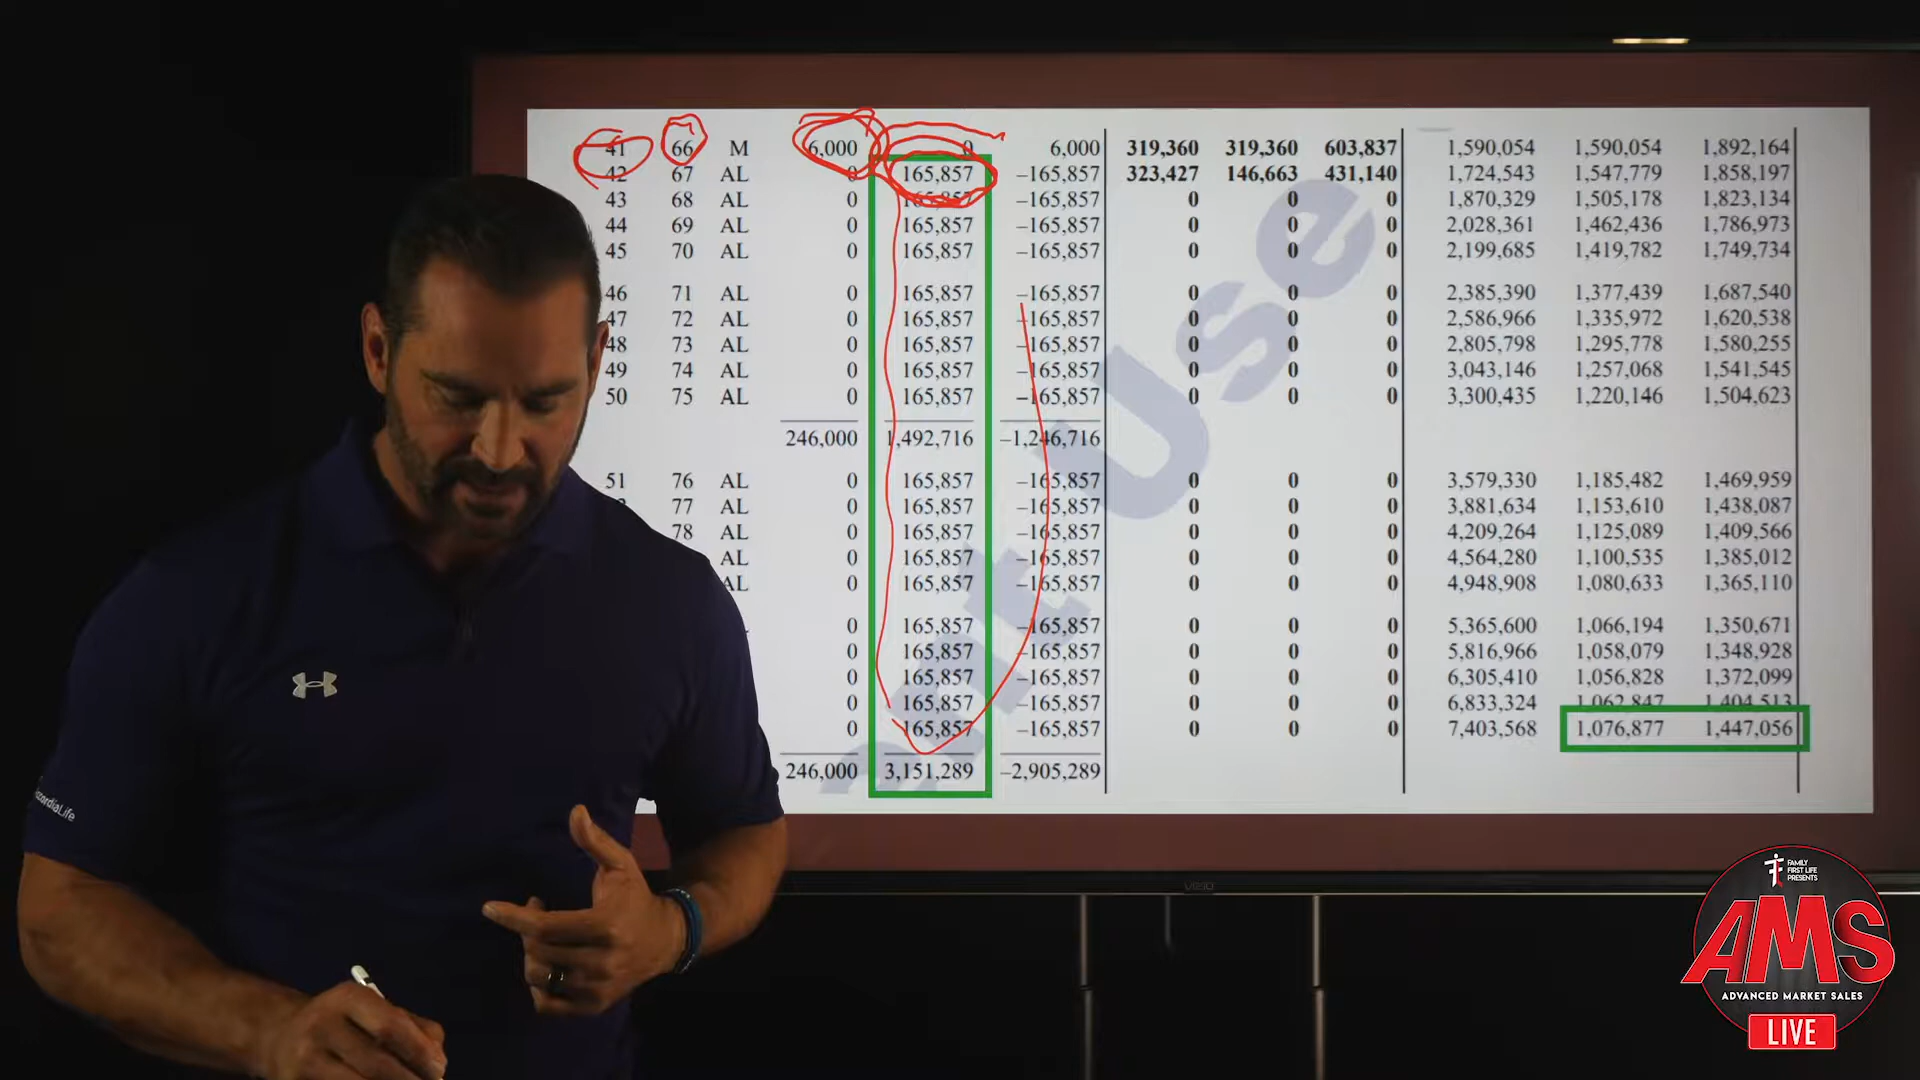 41 66 M 6,000 0 6,000 319,360 319,360 603,837 1,590,054 1,590,054 1,892,164
42 67 AL 0 165,857 –165,857 323,427 146,663 431,140 1,724,543 1,547,779 1,858,197
43 68 AL 0 165,857 –165,857 0 0 0 1,870,329 1,505,178 1,823,134
44 69 AL 0 165,857 –165,857 0 0 0 2,028,361 1,462,436 1,786,973
45 70 AL 0 165,857 –165,857 0 0 0 2,199,685 1,419,782 1,749,734
46 71 AL 0 165,857 –165,857 0 0 0 2,385,390 1,377,439 1,687,540
47 72 AL 0 165,857 –165,857 0 0 0 2,586,966 1,335,972 1,620,538
48 73 AL 0 165,857 –165,857 0 0 0 2,805,798 1,295,778 1,580,255
49 74 AL 0 165,857 –165,857 0 0 0 3,043,146 1,257,068 1,541,545
50 75 AL 0 165,857 –165,857 0 0 0 3,300,435 1,220,146 1,504,623
246,000 1,492,716 –1,246,716
51 76 AL 0 165,857 –165,857 0 0 0 3,579,330 1,185,482 1,469,959
77 AL 0 165,857 –165,857 0 0 0 3,881,634 1,153,610 1,438,087
78 AL 0 165,857 –165,857 0 0 0 4,209,264 1,125,089 1,409,566
AL 0 165,857 –165,857 0 0 0 4,564,280 1,100,535 1,385,012
AL 0 165,857 –165,857 0 0 0 4,948,908 1,080,633 1,365,110
0 165,857 –165,857 0 0 0 5,365,600 1,066,194 1,350,671
0 165,857 –165,857 0 0 0 5,816,966 1,058,079 1,348,928
0 165,857 –165,857 0 0 0 6,305,410 1,056,828 1,372,099
0 165,857 –165,857 0 0 0 6,833,324 1,062,847 1,404,513
0 165,857 –165,857 0 0 0 7,403,568 1,076,877 1,447,056
246,000 3,151,289 –2,905,289
Use
VIZIO
FAMILY
FIRST LIFE
PRESENTS
AMS
ADVANCED MARKET SALES
LIVE